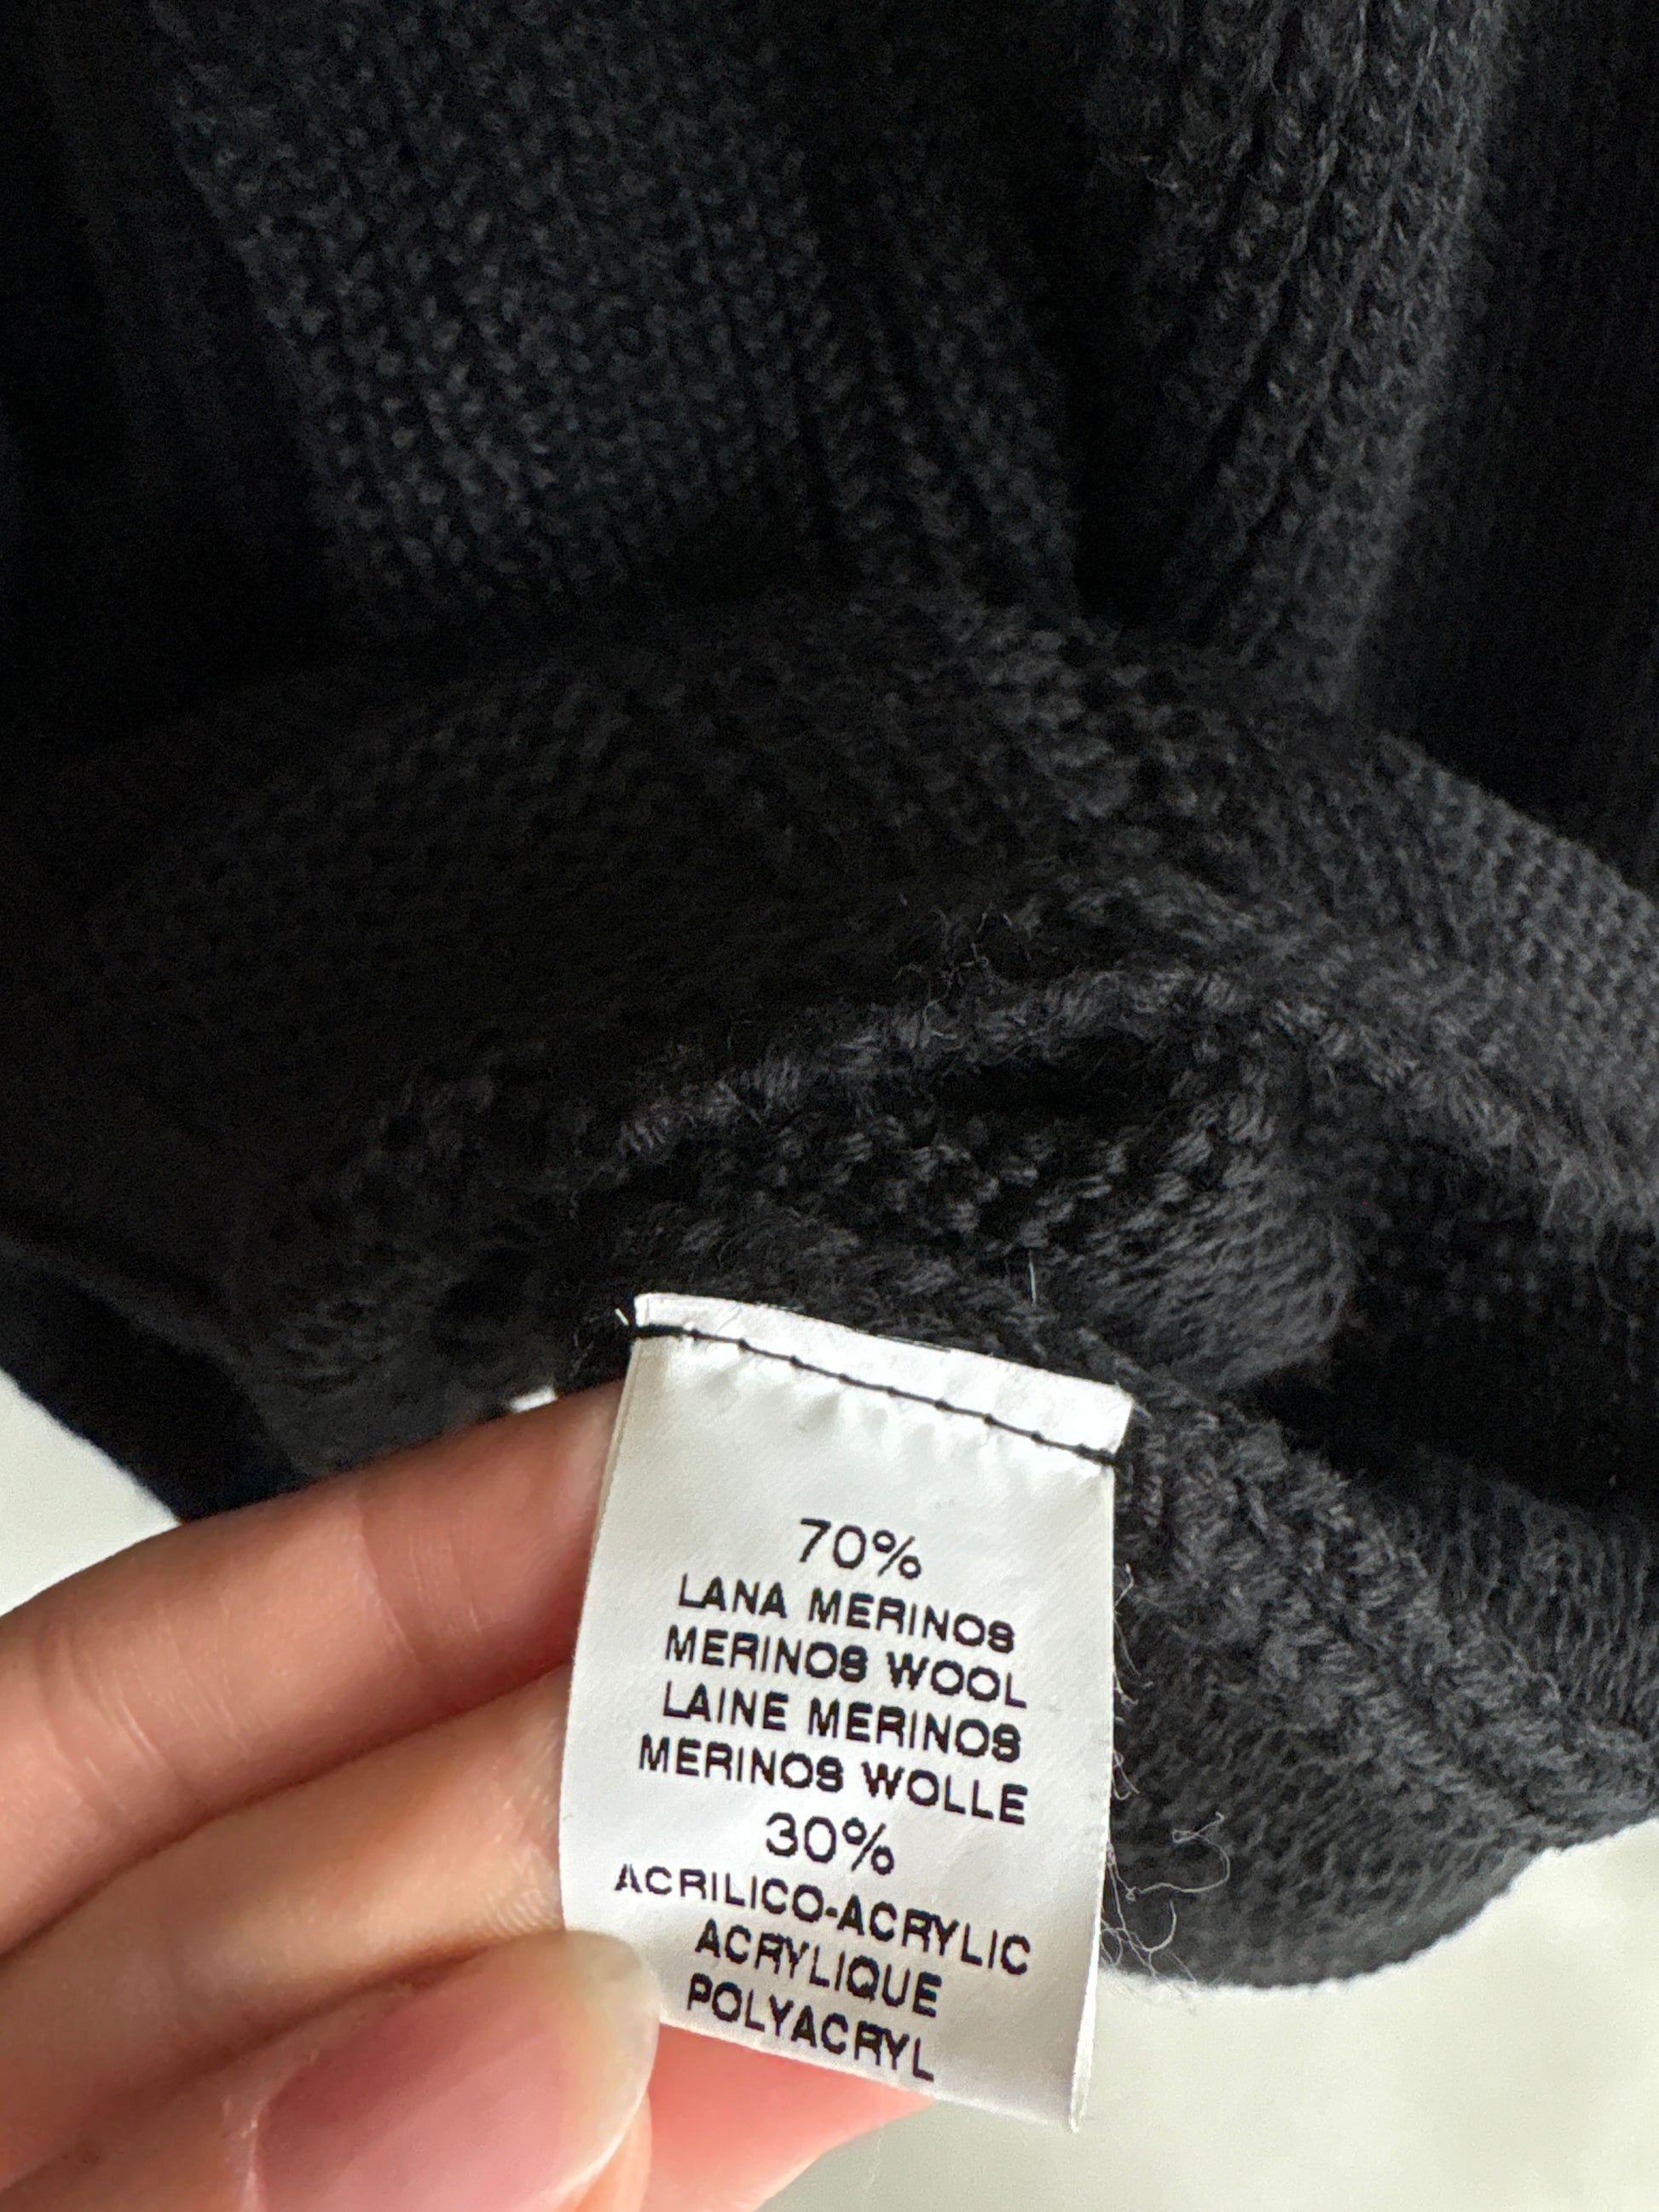 70%
LANA MERINOS
MERINOS WOOL
LAINE MERINOS
MERINOS WOLLE
30%
ACRILICO-ACRYLIC
ACRYLIQUE
POLYACRYL